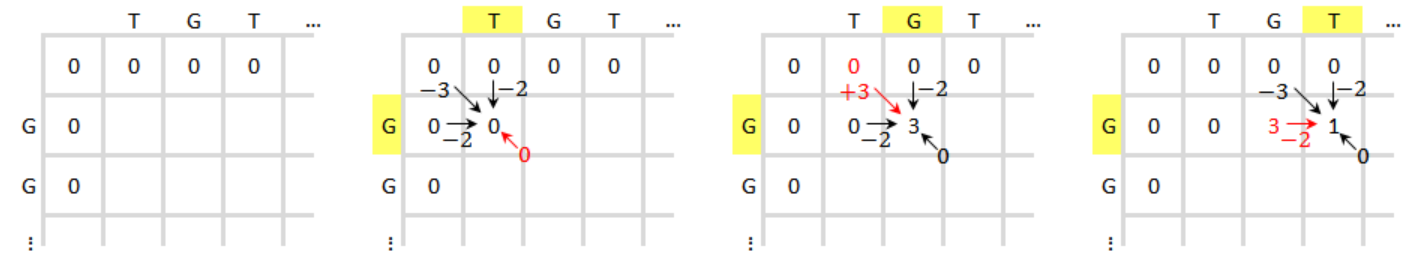 T G T ... T G T ... T G T ... T G T ...
0 0 0 0 0 0 0 0 0 0 0 0 0 0 0 0
−3 −2 +3 −2 −3 −2
G 0 G 0 0 G 0 0 3 G 0 0 3 1
−2 0 −2 0 −2 0
G 0 G 0 G 0 G 0
⋮ ⋮ ⋮ ⋮